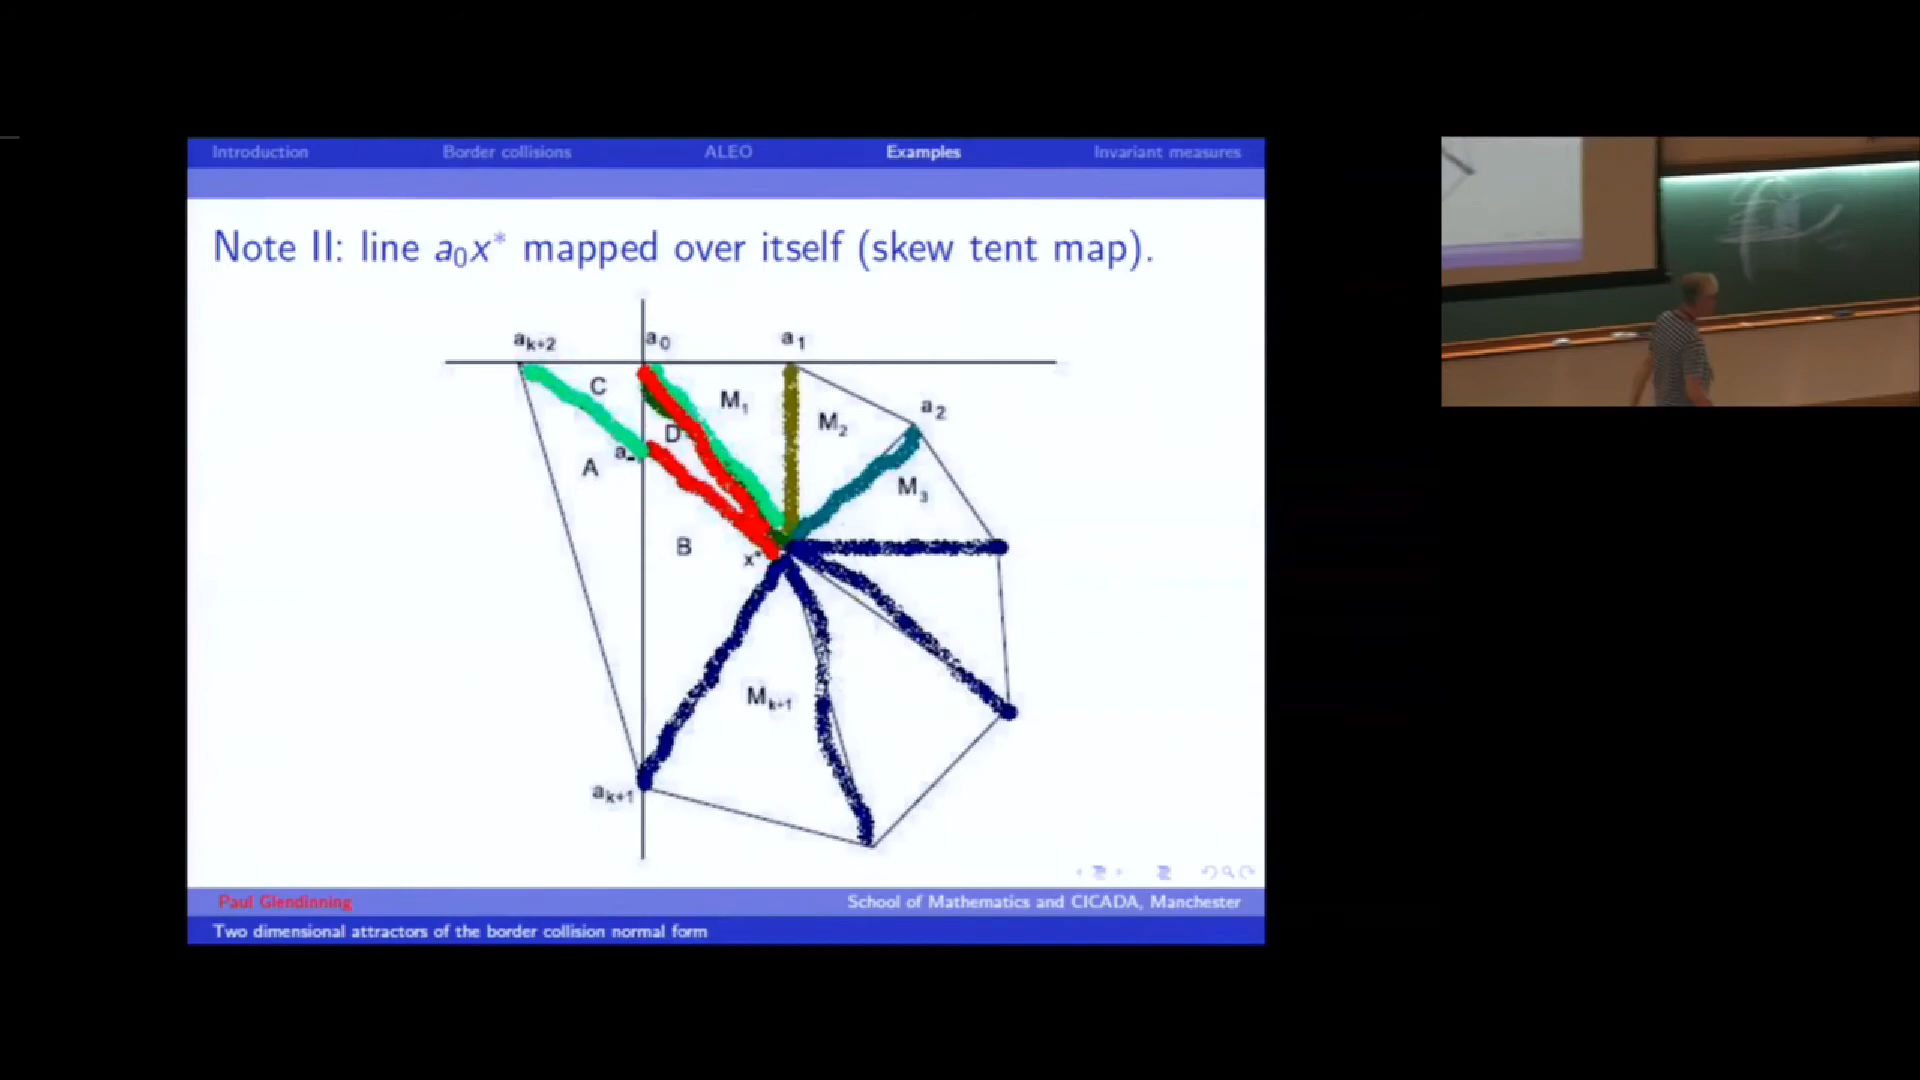 Introduction Border collisions ALEO Examples Invariant measures
Note II: line a₀x* mapped over itself (skew tent map).
aₖ₊₂ a₀ a₁
C M₁ a₂
M₂
D
A
M₃
B
x*
Mₖ₊₁
aₖ₊₁
Paul Glendinning School of Mathematics and CICADA, Manchester
Two dimensional attractors of the border collision normal form